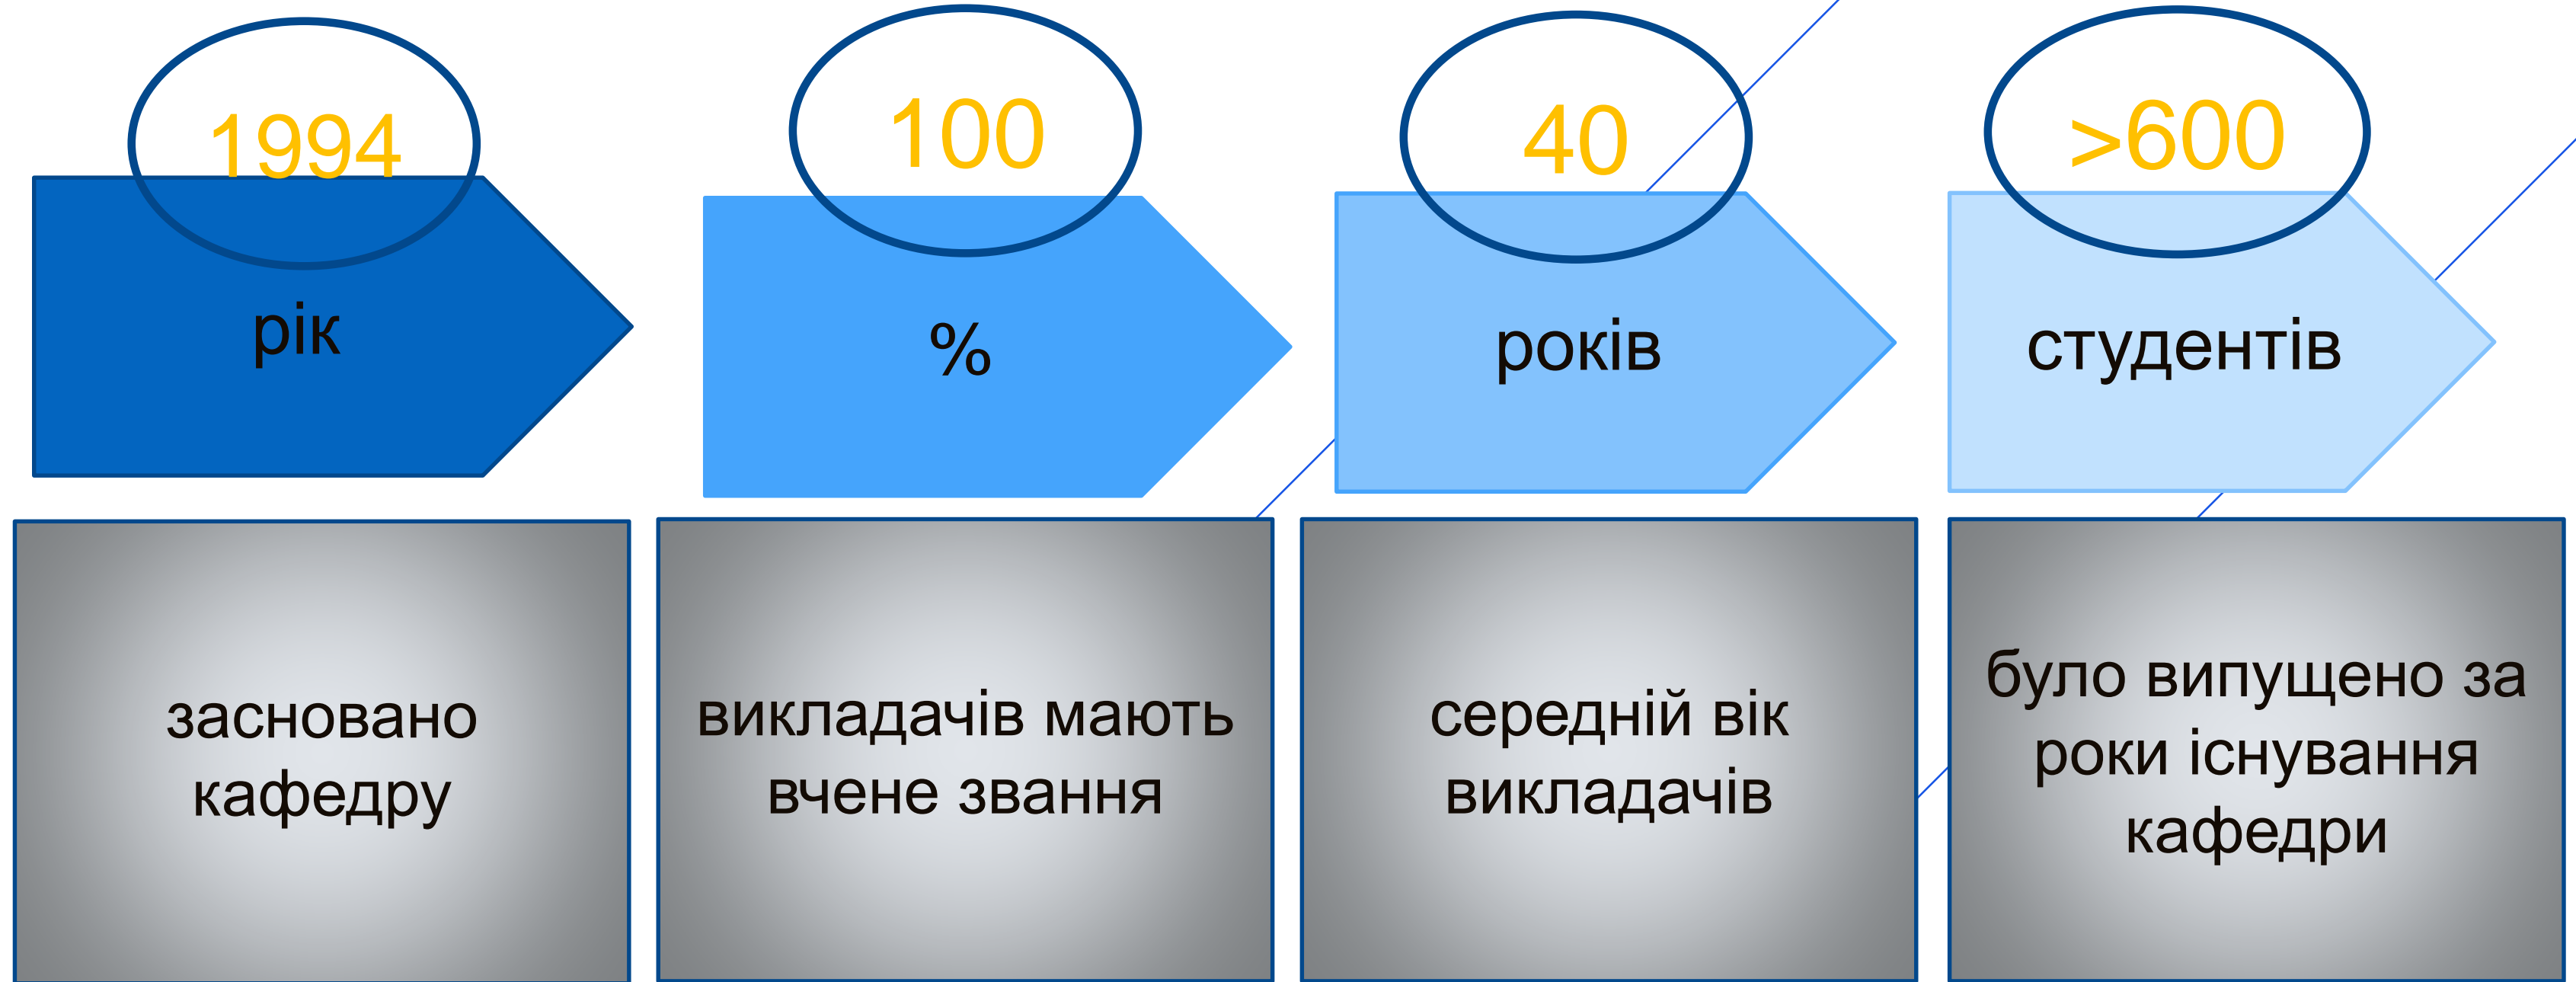 1994
рік
засновано
кафедру
100
%
викладачів мають
вчене звання
40
років
середній вік
викладачів
>600
студентів
було випущено за
роки існування
кафедри